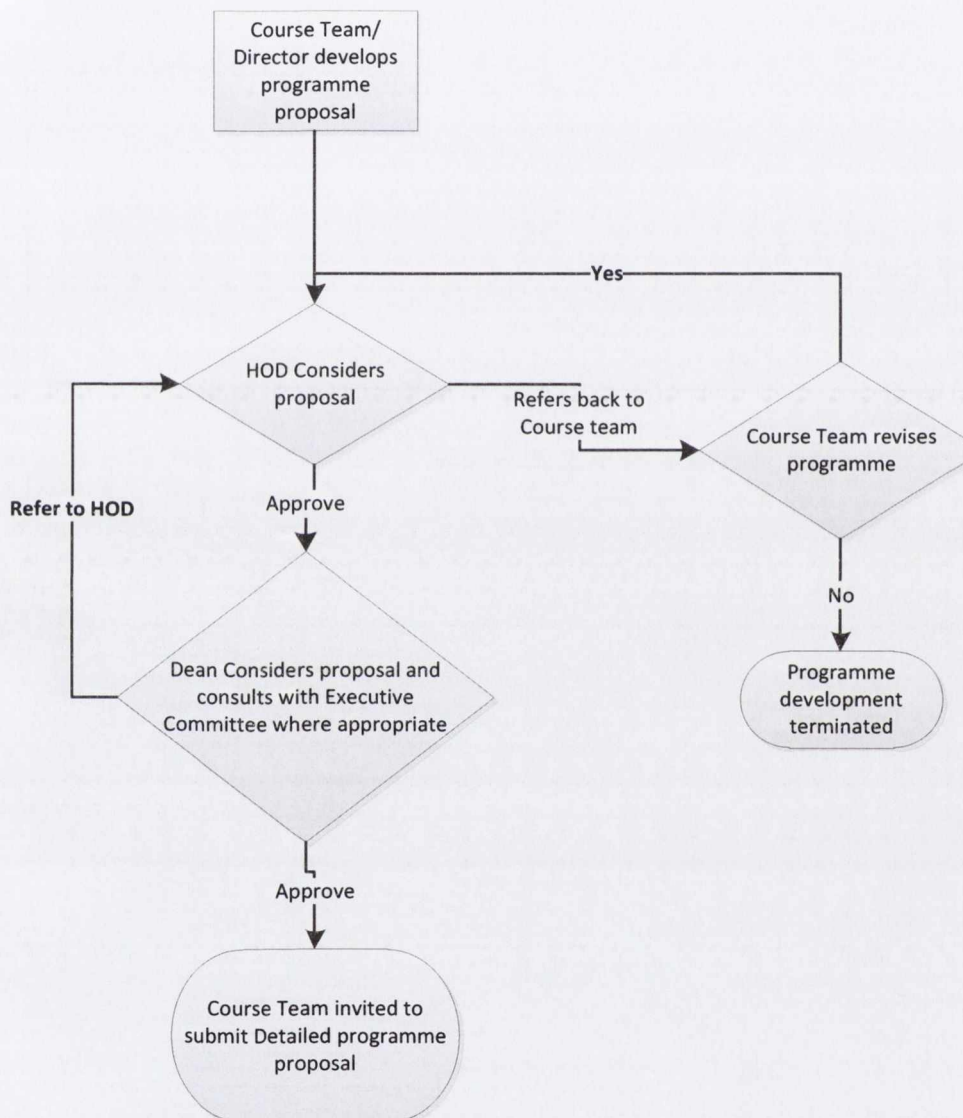 Course Team/
Director develops
programme
proposal
Yes
HOD Considers
proposal
Refers back to
Course team
Course Team revises
programme
Approve
Refer to HOD
No
Dean Considers proposal and
consults with Executive
Committee where appropriate
Programme
development
terminated
Approve
Course Team invited to
submit Detailed programme
proposal